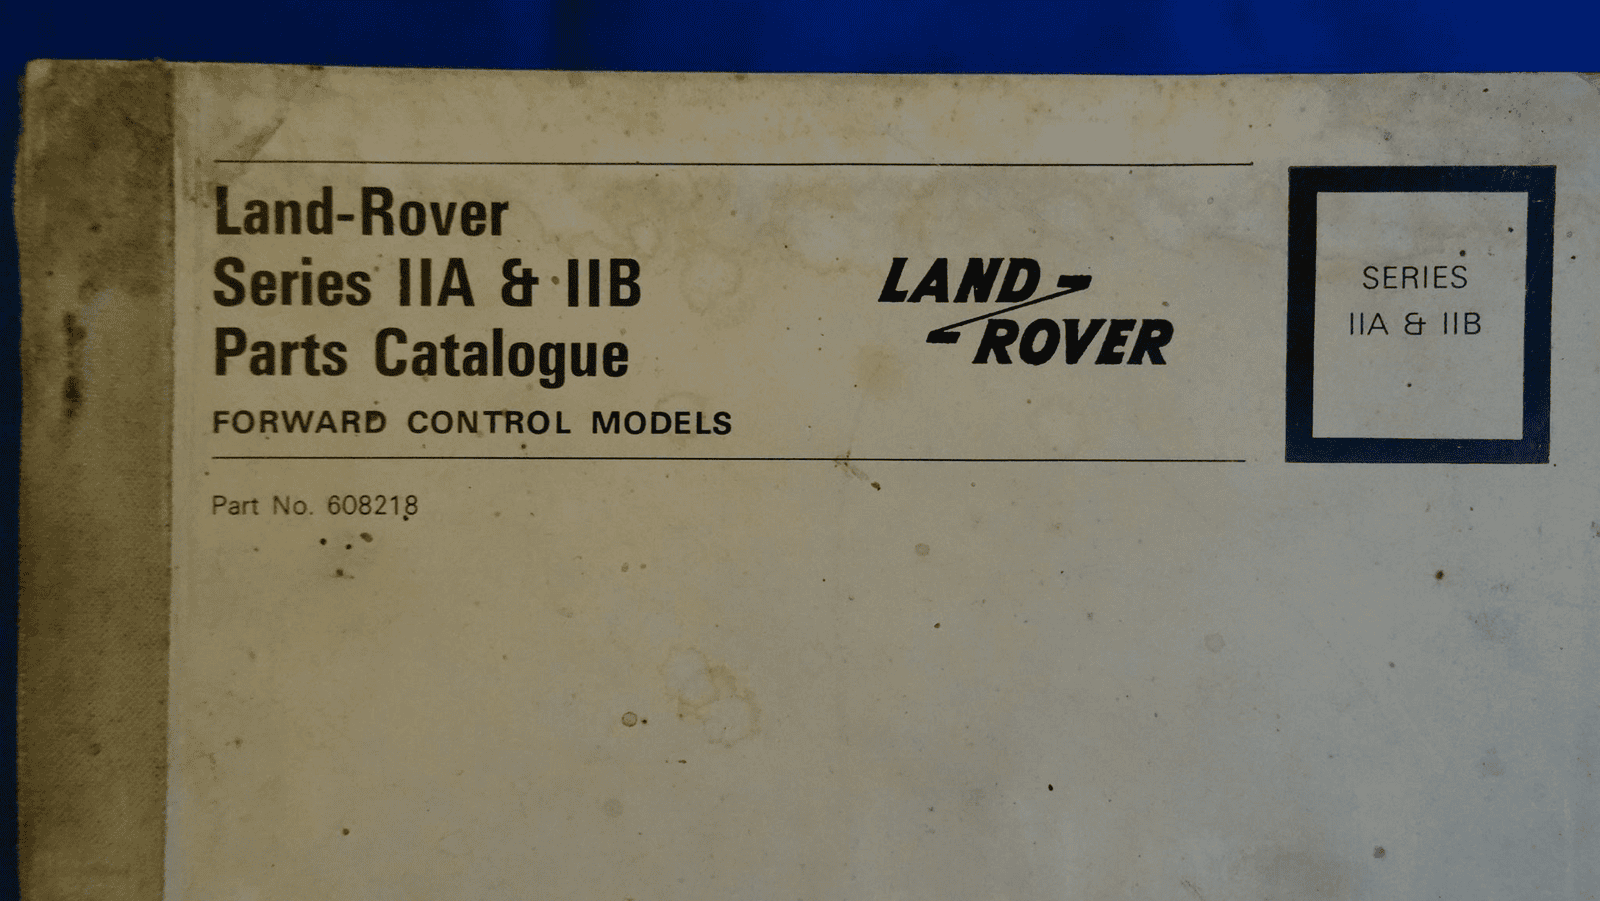 Land-Rover
Series IIA & IIB
Parts Catalogue
FORWARD CONTROL MODELS
Part No. 608218
LAND
ROVER
SERIES
IIA & IIB